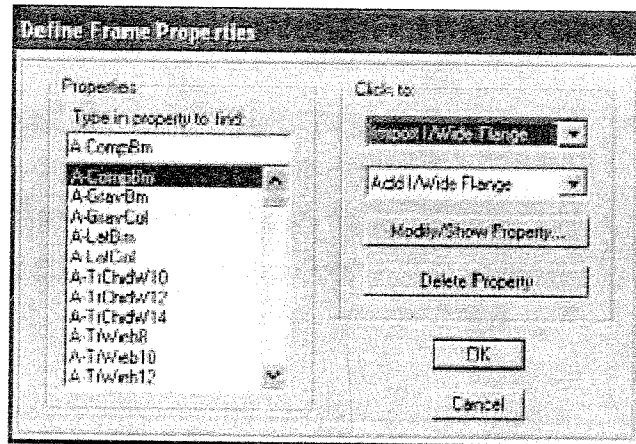 Define Frame Properties
Properties
Type in property to find:
A-CompBm
A-CompBm
A-GravBm
A-GravCol
A-LatBm
A-LatCol
A-TrChdW10
A-TrChdW12
A-TrChdW14
A-TrWeb8
A-TrWeb10
A-TrWeb12
Click to:
Import I/Wide Flange
Add I/Wide Flange
Modify/Show Property...
Delete Property
OK
Cancel